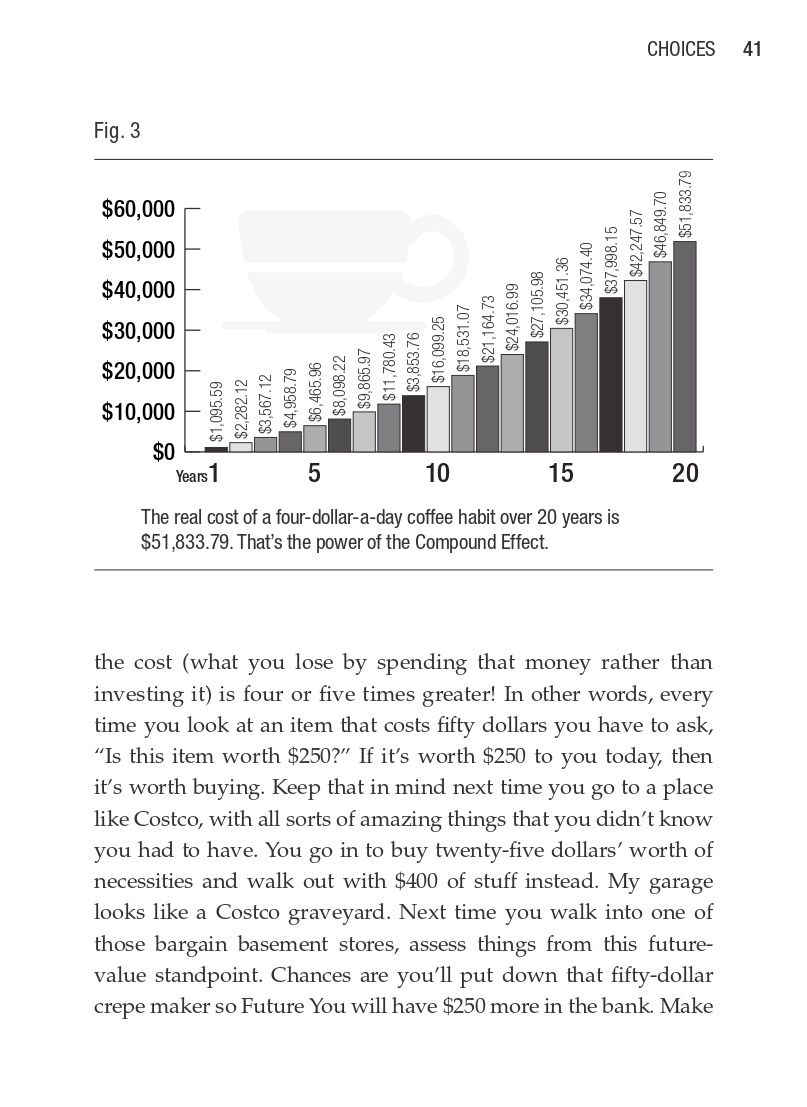 CHOICES 41
Fig. 3
$60,000
$50,000
$40,000
$30,000
$20,000
$10,000
$0
$1,095.59
$2,282.12
$3,567.12
$4,958.79
$6,465.96
$8,098.22
$9,865.97
$11,780.43
$3,853.76
$16,099.25
$18,531.07
$21,164.73
$24,016.99
$27,105.98
$30,451.36
$34,074.40
$37,998.15
$42,247.57
$46,849.70
$51,833.79
Years 1 5 10 15 20
The real cost of a four-dollar-a-day coffee habit over 20 years is
$51,833.79. That’s the power of the Compound Effect.
the cost (what you lose by spending that money rather than
investing it) is four or five times greater! In other words, every
time you look at an item that costs fifty dollars you have to ask,
“Is this item worth $250?” If it’s worth $250 to you today, then
it’s worth buying. Keep that in mind next time you go to a place
like Costco, with all sorts of amazing things that you didn’t know
you had to have. You go in to buy twenty-five dollars’ worth of
necessities and walk out with $400 of stuff instead. My garage
looks like a Costco graveyard. Next time you walk into one of
those bargain basement stores, assess things from this future-
value standpoint. Chances are you’ll put down that fifty-dollar
crepe maker so Future You will have $250 more in the bank. Make